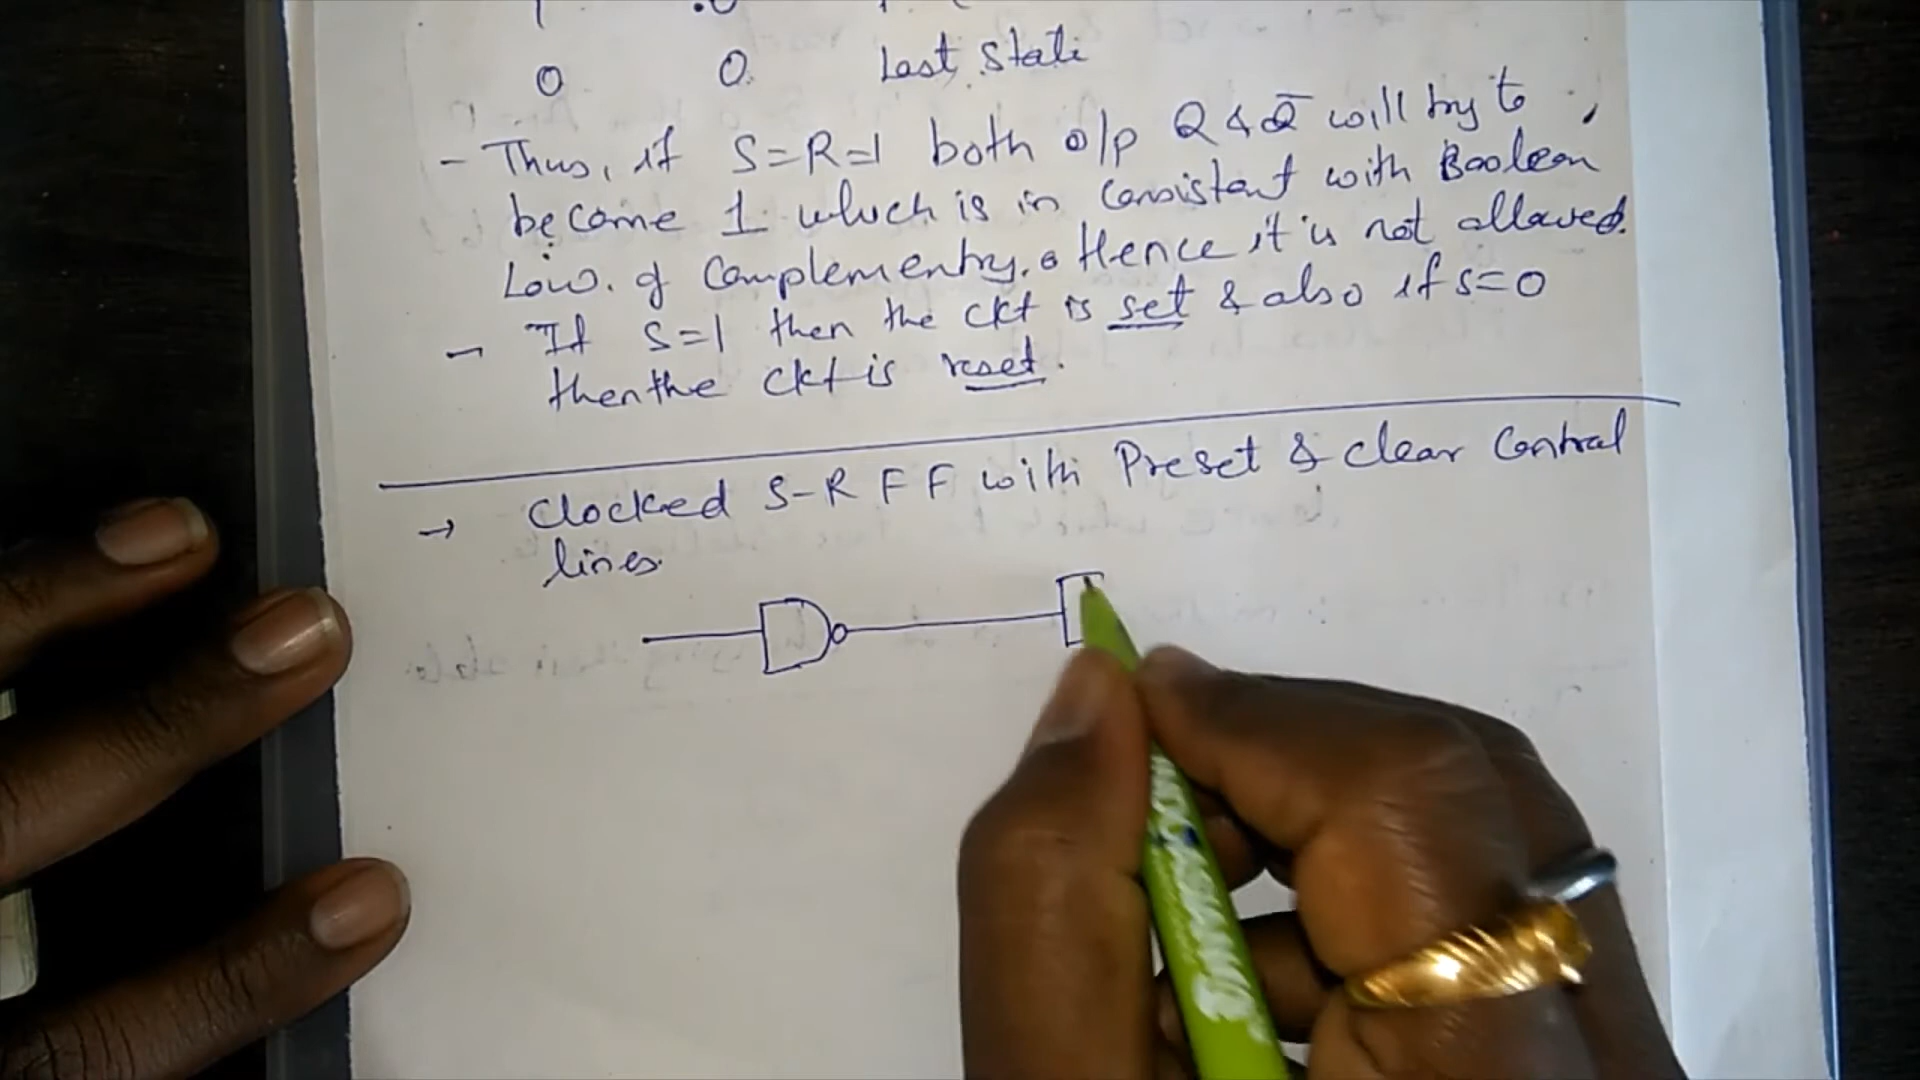 0 0 Last State
- Thus, if S=R=1 both o/p Q & Q̄ will try to
become 1 which is in consistant with Boolean
Low. of Complementry. Hence it is not allowed.
- If S=1 then the ckt is set & also if s=0
then the ckt is reset.
→ Clocked S-R F F with Preset & clear Control
lines